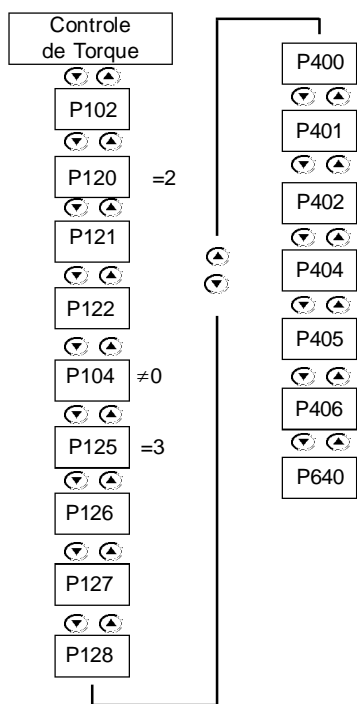 Controle
de Torque
P102
P120 =2
P121
P122
P104 ≠0
P125 =3
P126
P127
P128
P400
P401
P402
P404
P405
P406
P640